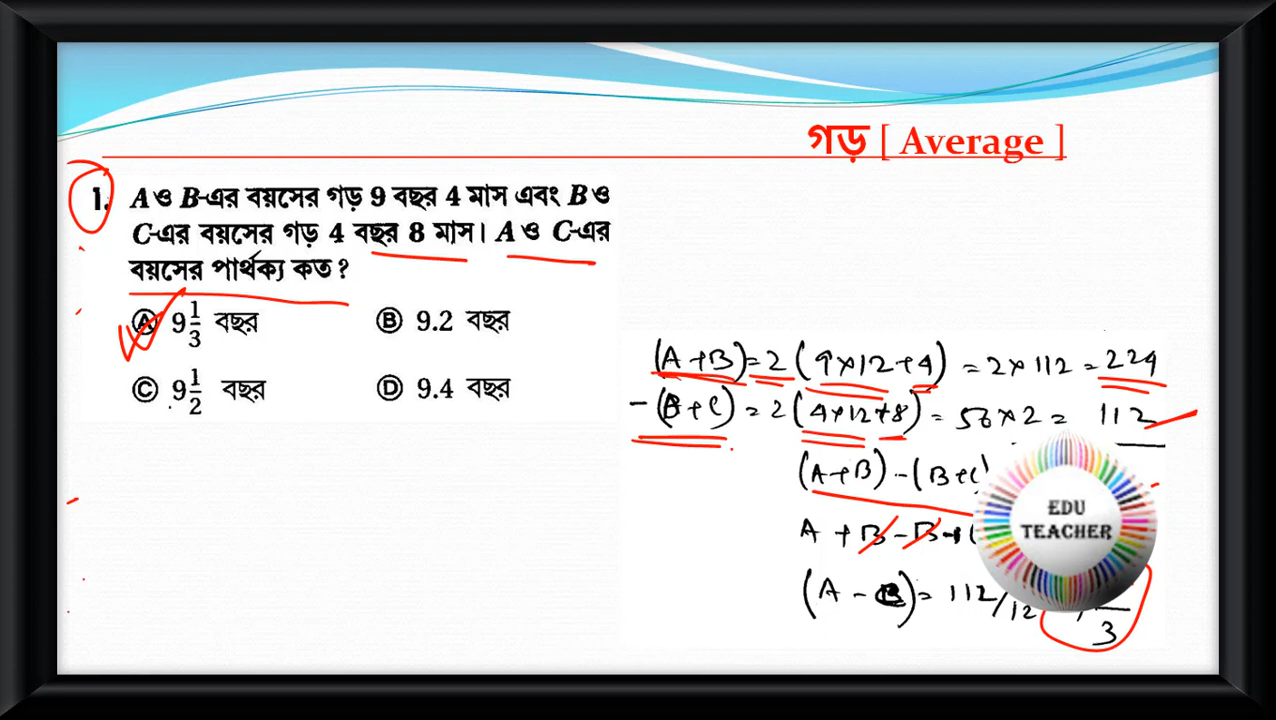 গড় [ Average ]
1. A ও B-এর বয়সের গড় 9 বছর 4 মাস এবং B ও
C-এর বয়সের গড় 4 বছর 8 মাস। A ও C-এর
বয়সের পার্থক্য কত?
Ⓐ 9 1/3 বছর Ⓑ 9.2 বছর
Ⓒ 9 1/2 বছর Ⓓ 9.4 বছর
(A+B) = 2 (9×12+4) = 2×112 = 224
- (B+C) = 2 (4×12+8) = 56×2 = 112
(A+B) - (B+C)
A + B - B -
(A - ) = 112/12
3
EDU
TEACHER